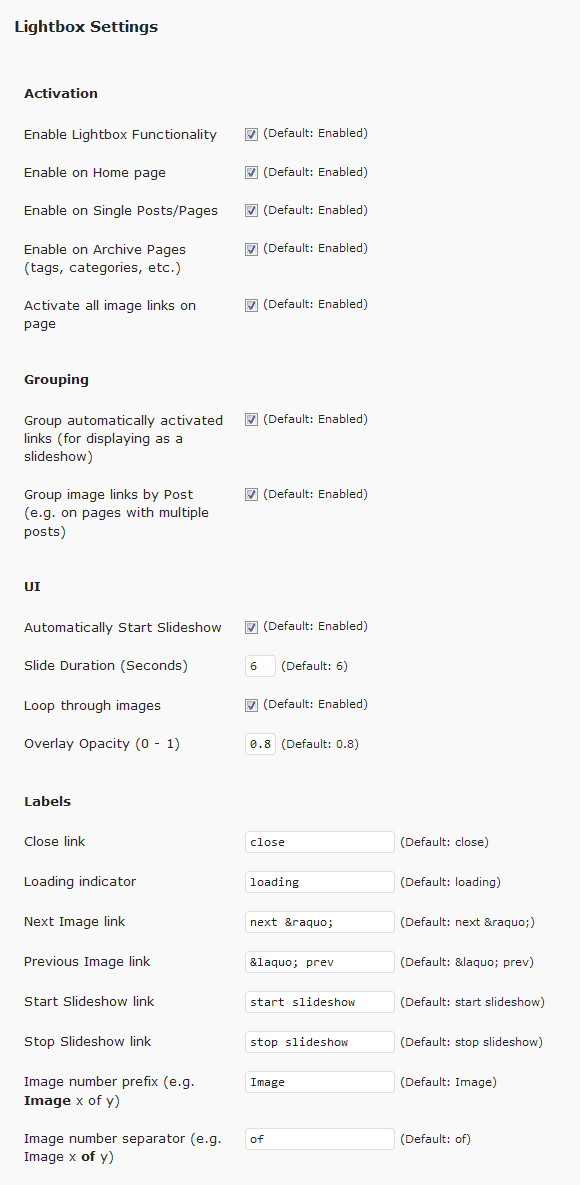 Lightbox Settings
Activation
Enable Lightbox Functionality (Default: Enabled)
Enable on Home page (Default: Enabled)
Enable on Single Posts/Pages (Default: Enabled)
Enable on Archive Pages (Default: Enabled)
(tags, categories, etc.)
Activate all image links on (Default: Enabled)
page
Grouping
Group automatically activated (Default: Enabled)
links (for displaying as a
slideshow)
Group image links by Post (Default: Enabled)
(e.g. on pages with multiple
posts)
UI
Automatically Start Slideshow (Default: Enabled)
Slide Duration (Seconds) 6 (Default: 6)
Loop through images (Default: Enabled)
Overlay Opacity (0 - 1) 0.8 (Default: 0.8)
Labels
Close link close (Default: close)
Loading indicator loading (Default: loading)
Next Image link next &raquo; (Default: next &raquo;)
Previous Image link &laquo; prev (Default: &laquo; prev)
Start Slideshow link start slideshow (Default: start slideshow)
Stop Slideshow link stop slideshow (Default: stop slideshow)
Image number prefix (e.g. Image (Default: Image)
Image x of y)
Image number separator (e.g. of (Default: of)
Image x of y)